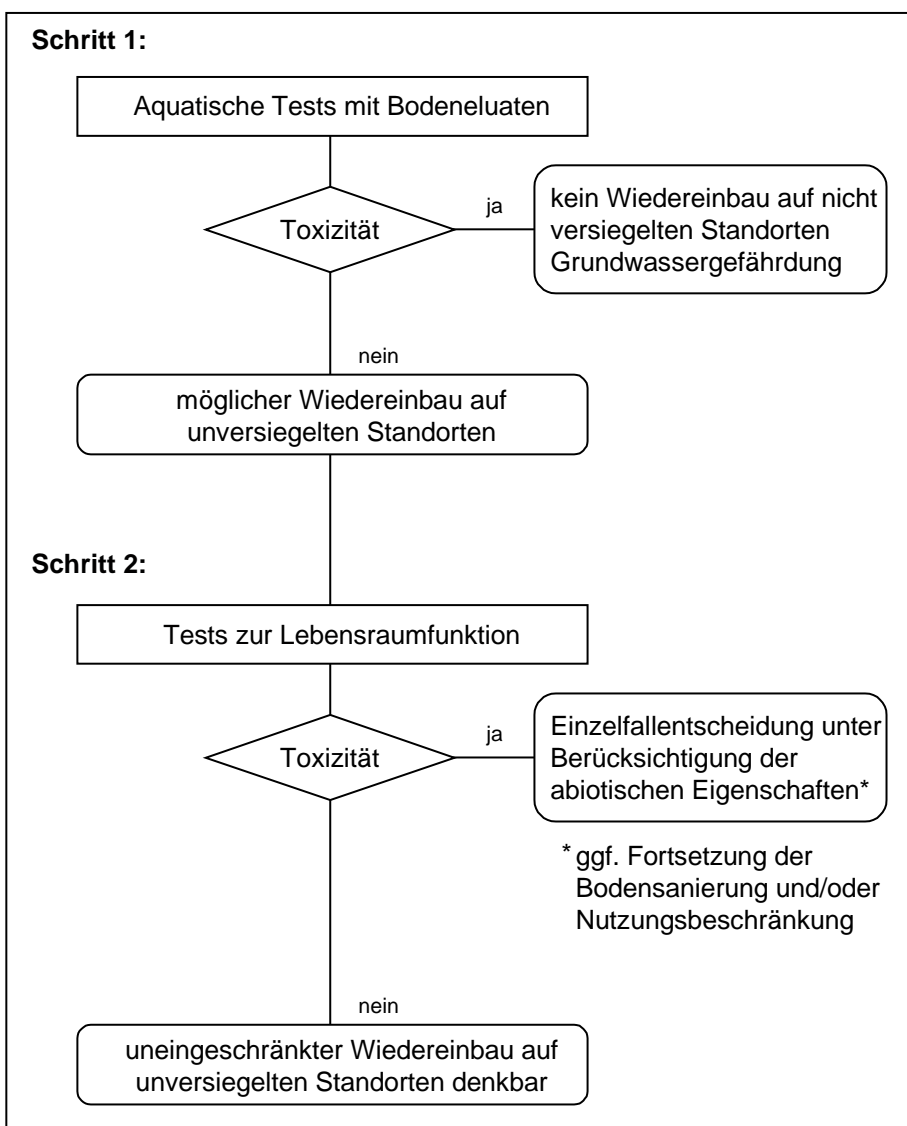 Schritt 1:
Aquatische Tests mit Bodeneluaten
Toxizität
ja
kein Wiedereinbau auf nicht
versiegelten Standorten
Grundwassergefährdung
nein
möglicher Wiedereinbau auf
unversiegelten Standorten
Schritt 2:
Tests zur Lebensraumfunktion
Toxizität
ja
Einzelfallentscheidung unter
Berücksichtigung der
abiotischen Eigenschaften*
* ggf. Fortsetzung der
Bodensanierung und/oder
Nutzungsbeschränkung
nein
uneingeschränkter Wiedereinbau auf
unversiegelten Standorten denkbar